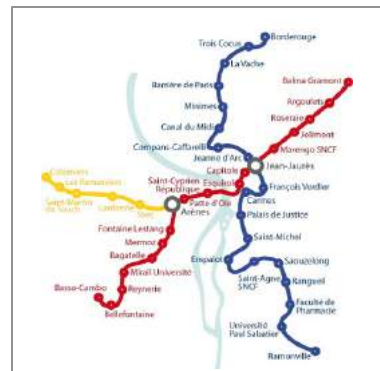 Borderouge
Trois Cocus
La Vache
Barrière de Paris
Minimes
Canal du Midi
Compans-Caffarelli
Jeanne d'Arc
Balma Gramont
Argoulets
Roseraie
Jolimont
Marengo SNCF
Jean-Jaurès
Capitole
Esquirol
François Verdier
Carmes
Palais de Justice
Saint-Michel
Empalot
Saint-Agne
SNCF
Saouzelong
Rangueil
Faculté de
Pharmacie
Université
Paul Sabatier
Ramonville
Saint-Cyprien
République
Patte d'Oie
Arènes
Colomiers
Les Ramassiers
Saint-Martin
du Touch
Lardenne
Fontaine Lestang
Mermoz
Bagatelle
Mirail Université
Reynerie
Basso-Cambo
Bellefontaine